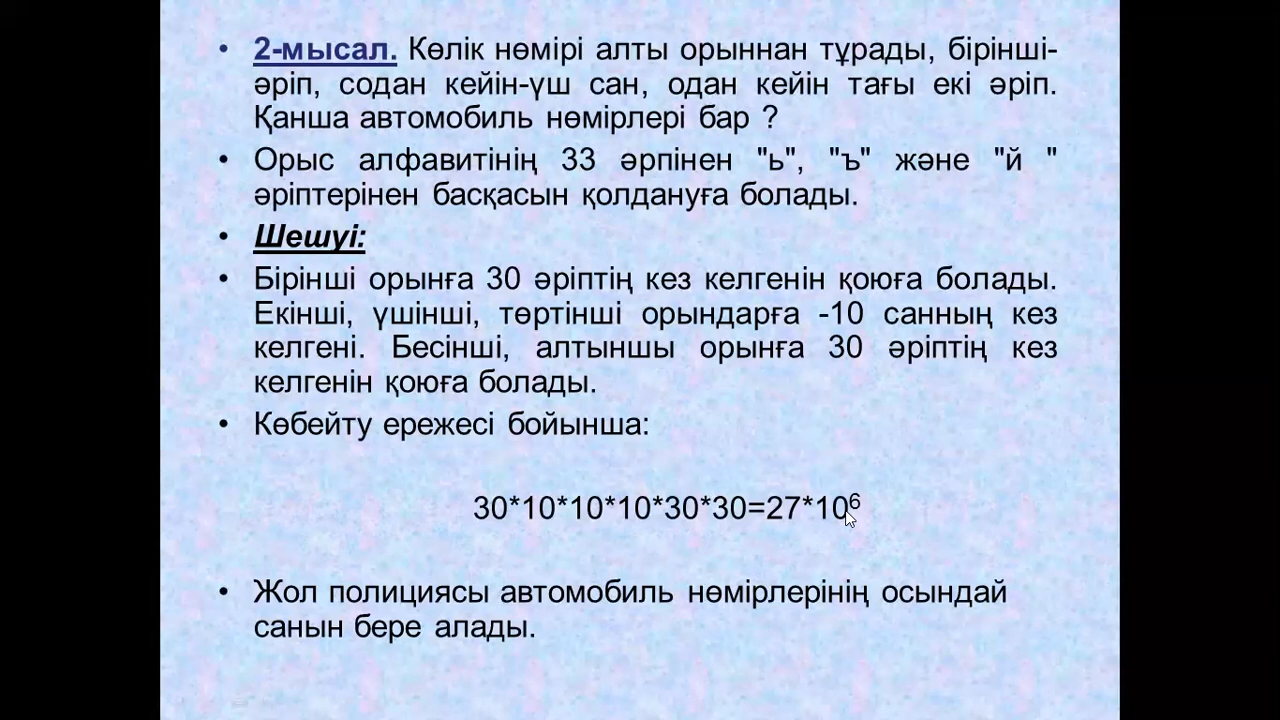 • 2-мысал. Көлік нөмірі алты орыннан тұрады, бірінші-
әріп, содан кейін-үш сан, одан кейін тағы екі әріп.
Қанша автомобиль нөмірлері бар ?
• Орыс алфавитінің 33 әрпінен "ь", "ъ" және "й "
әріптерінен басқасын қолдануға болады.
• Шешуі:
• Бірінші орынға 30 әріптің кез келгенін қоюға болады.
Екінші, үшінші, төртінші орындарға -10 санның кез
келгені. Бесінші, алтыншы орынға 30 әріптің кез
келгенін қоюға болады.
• Көбейту ережесі бойынша:
30*10*10*10*30*30=27*10⁶
• Жол полициясы автомобиль нөмірлерінің осындай
санын бере алады.